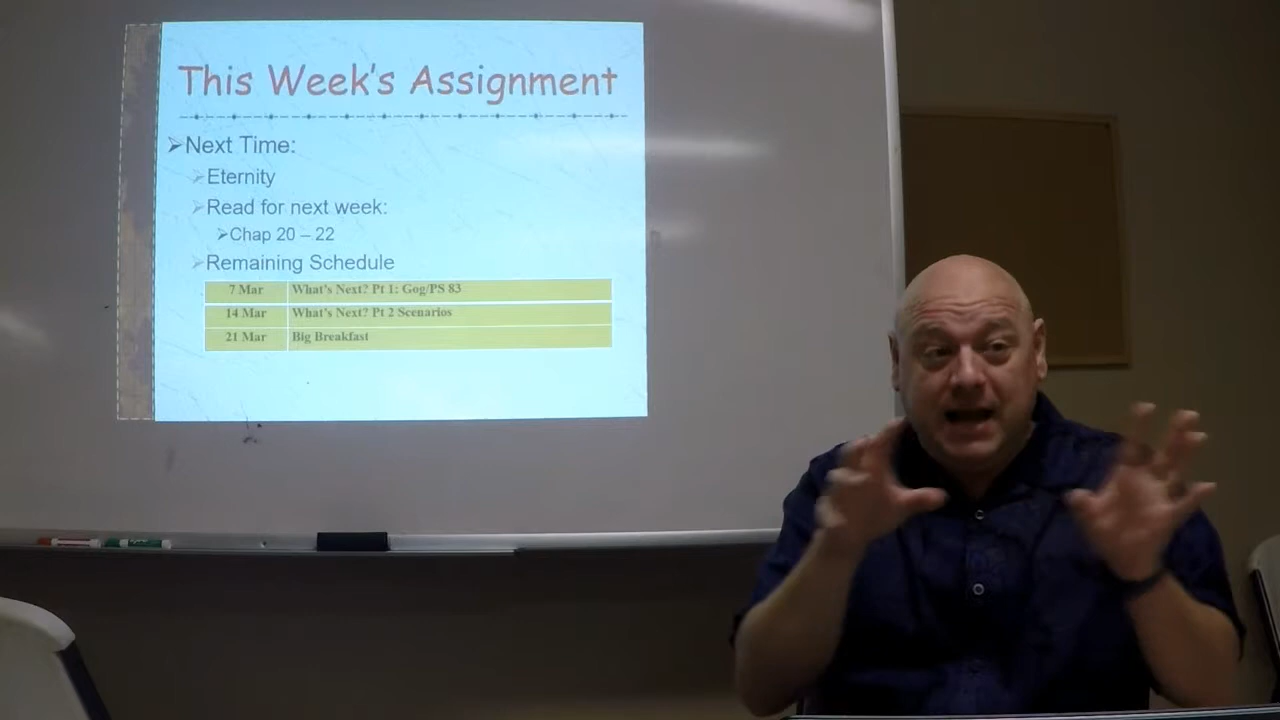 This Week's Assignment
➢Next Time:
➢Eternity
➢Read for next week:
➢Chap 20 – 22
➢Remaining Schedule
7 Mar What's Next? Pt 1: Gog/PS 83
14 Mar What's Next? Pt 2 Scenarios
21 Mar Big Breakfast